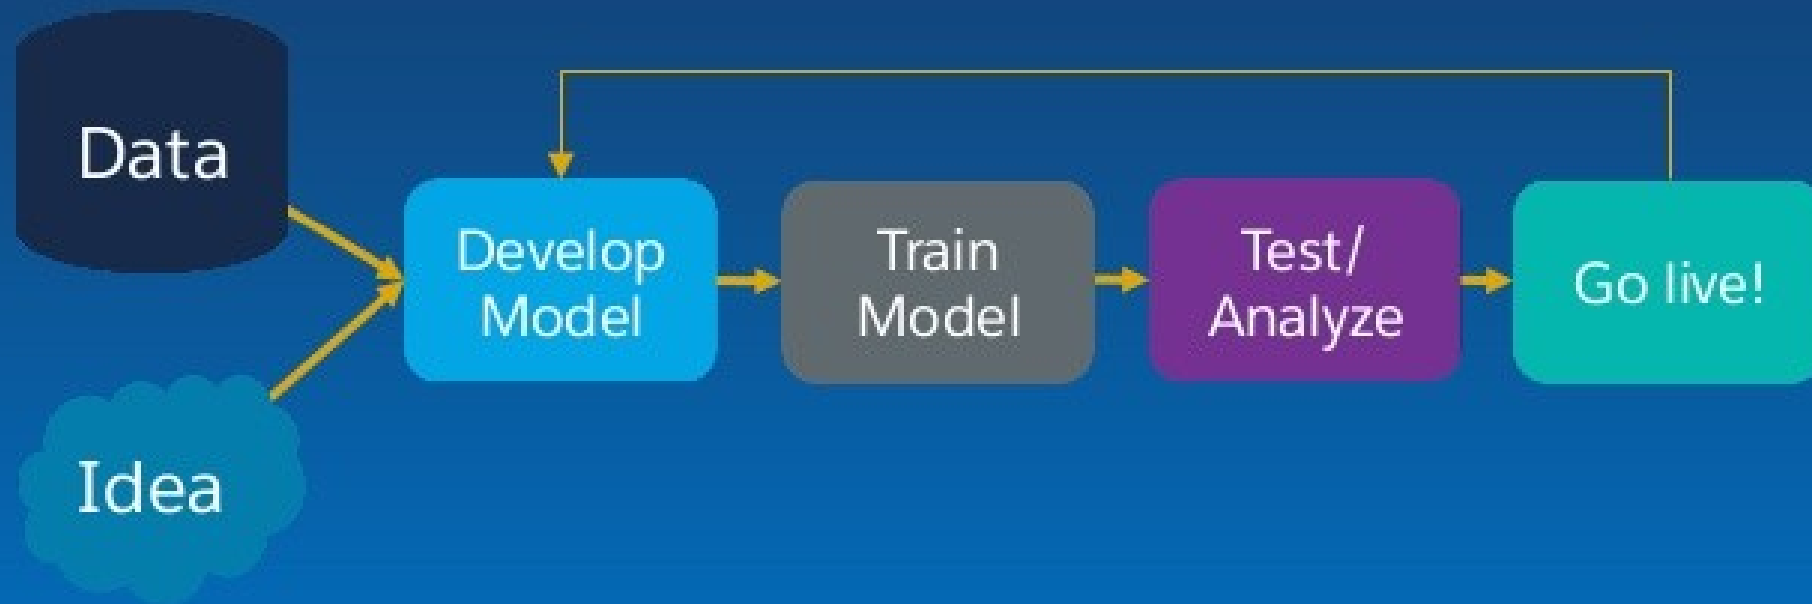 Data
Idea
Develop
Model
Train
Model
Test/
Analyze
Go live!